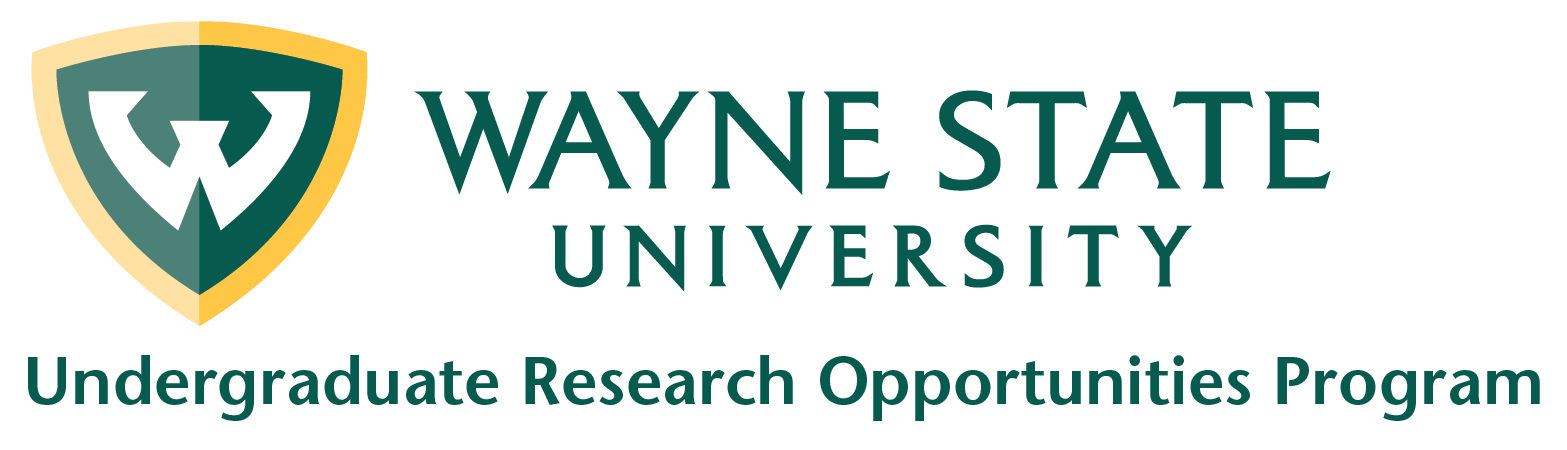 W
WAYNE STATE
UNIVERSITY
Undergraduate Research Opportunities Program